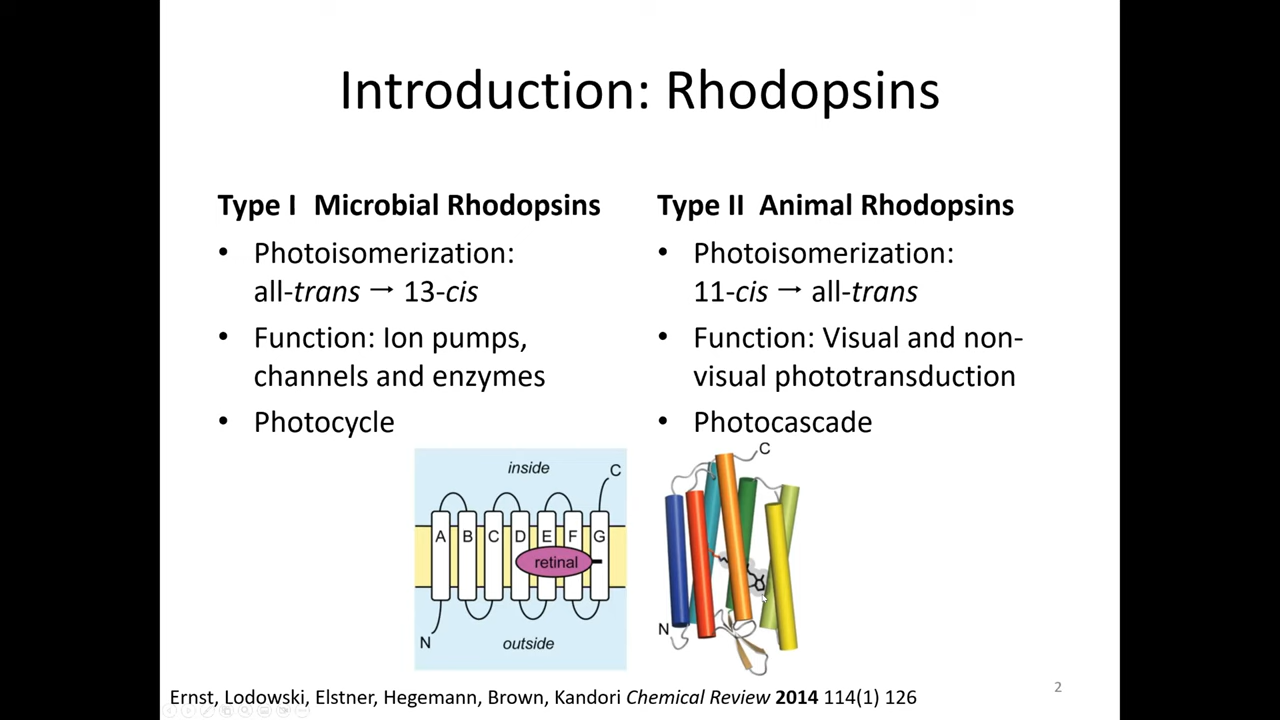 Introduction: Rhodopsins
Type I Microbial Rhodopsins
• Photoisomerization:
all-trans → 13-cis
• Function: Ion pumps,
channels and enzymes
• Photocycle
Type II Animal Rhodopsins
• Photoisomerization:
11-cis → all-trans
• Function: Visual and non-
visual phototransduction
• Photocascade
inside
C
A B C D E F G
retinal
N
outside
C
N
Ernst, Lodowski, Elstner, Hegemann, Brown, Kandori Chemical Review 2014 114(1) 126
2